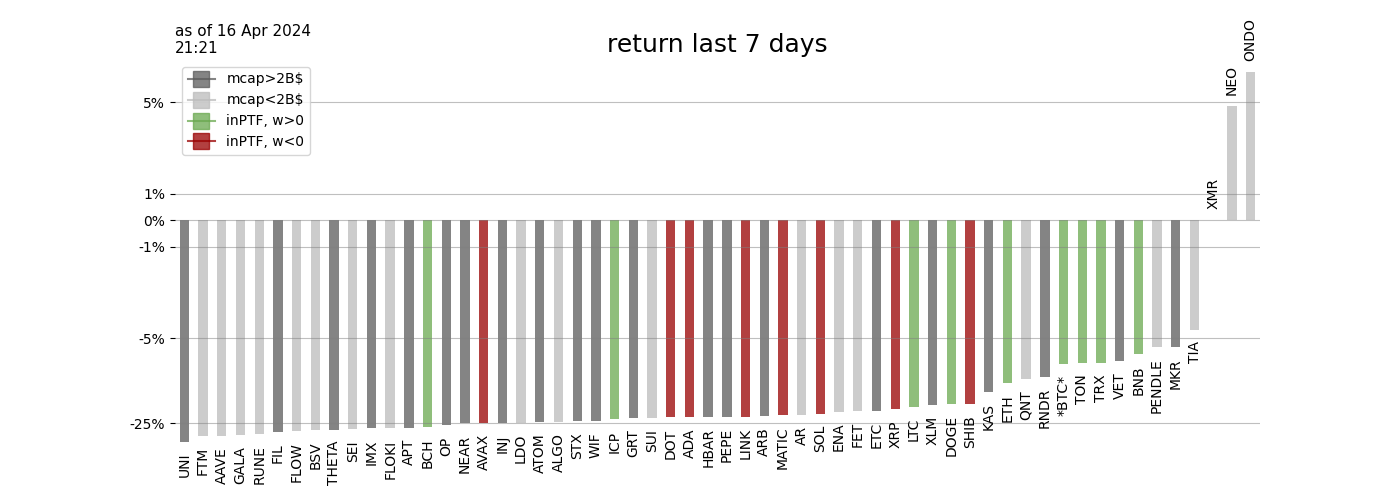 as of 16 Apr 2024
21:21
return last 7 days
mcap>2B$
mcap<2B$
inPTF, w>0
inPTF, w<0
5%
1%
0%
-1%
-5%
-25%
UNI
FTM
AAVE
GALA
RUNE
FIL
FLOW
BSV
THETA
SEI
IMX
FLOKI
APT
BCH
OP
NEAR
AVAX
INJ
LDO
ATOM
ALGO
STX
WIF
ICP
GRT
SUI
DOT
ADA
HBAR
PEPE
LINK
ARB
MATIC
AR
SOL
ENA
FET
ETC
XRP
LTC
XLM
DOGE
SHIB
KAS
ETH
QNT
RNDR
*BTC*
TON
TRX
VET
BNB
PENDLE
MKR
TIA
XMR
NEO
ONDO